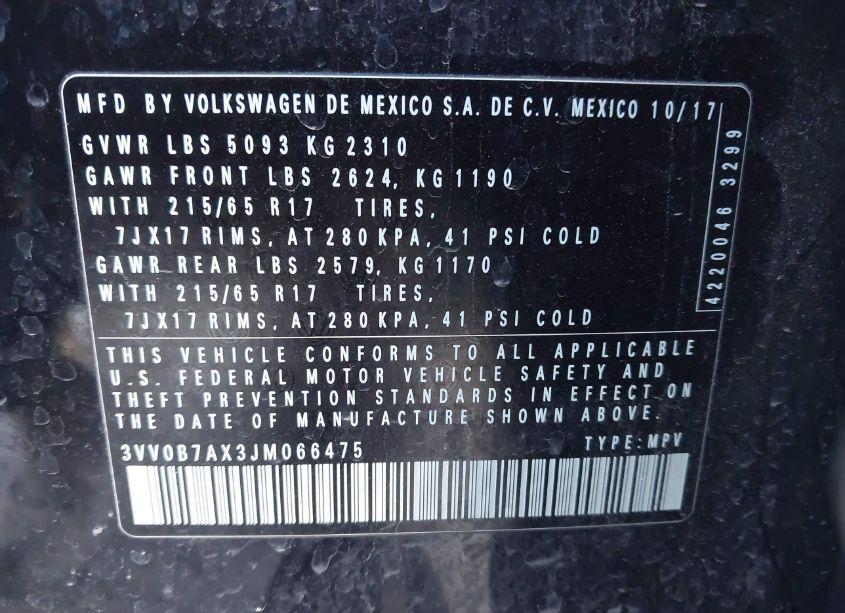 MFD BY VOLKSWAGEN DE MEXICO S.A. DE C.V. MEXICO 10/17
GVWR LBS 5093 KG 2310
GAWR FRONT LBS 2624, KG 1190
WITH 215/65 R17 TIRES,
7JX17 RIMS, AT 280 KPA, 41 PSI COLD
GAWR REAR LBS 2579, KG 1170
WITH 215/65 R17 TIRES,
7JX17 RIMS, AT 280 KPA, 41 PSI COLD
4220046 3299
THIS VEHICLE CONFORMS TO ALL APPLICABLE
U.S. FEDERAL MOTOR VEHICLE SAFETY AND
THEFT PREVENTION STANDARDS IN EFFECT ON
THE DATE OF MANUFACTURE SHOWN ABOVE.
3VV0B7AX3JM066475 TYPE: MPV